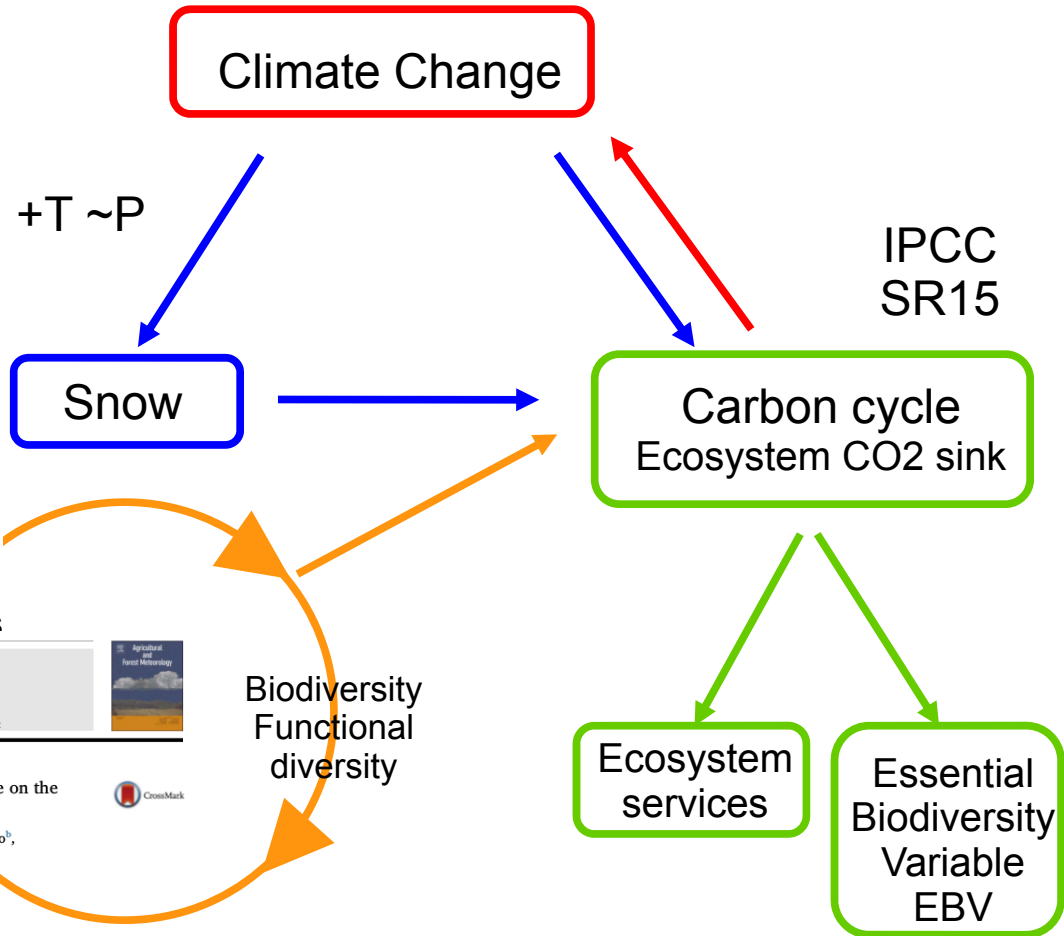 Climate Change
+T ~P
IPCC
SR15
Snow
Carbon cycle
Ecosystem CO2 sink
Agricultural
and
Forest Meteorology
Biodiversity
Functional
diversity
e on the
CrossMark
oᵇ,
Ecosystem
services
Essential
Biodiversity
Variable
EBV